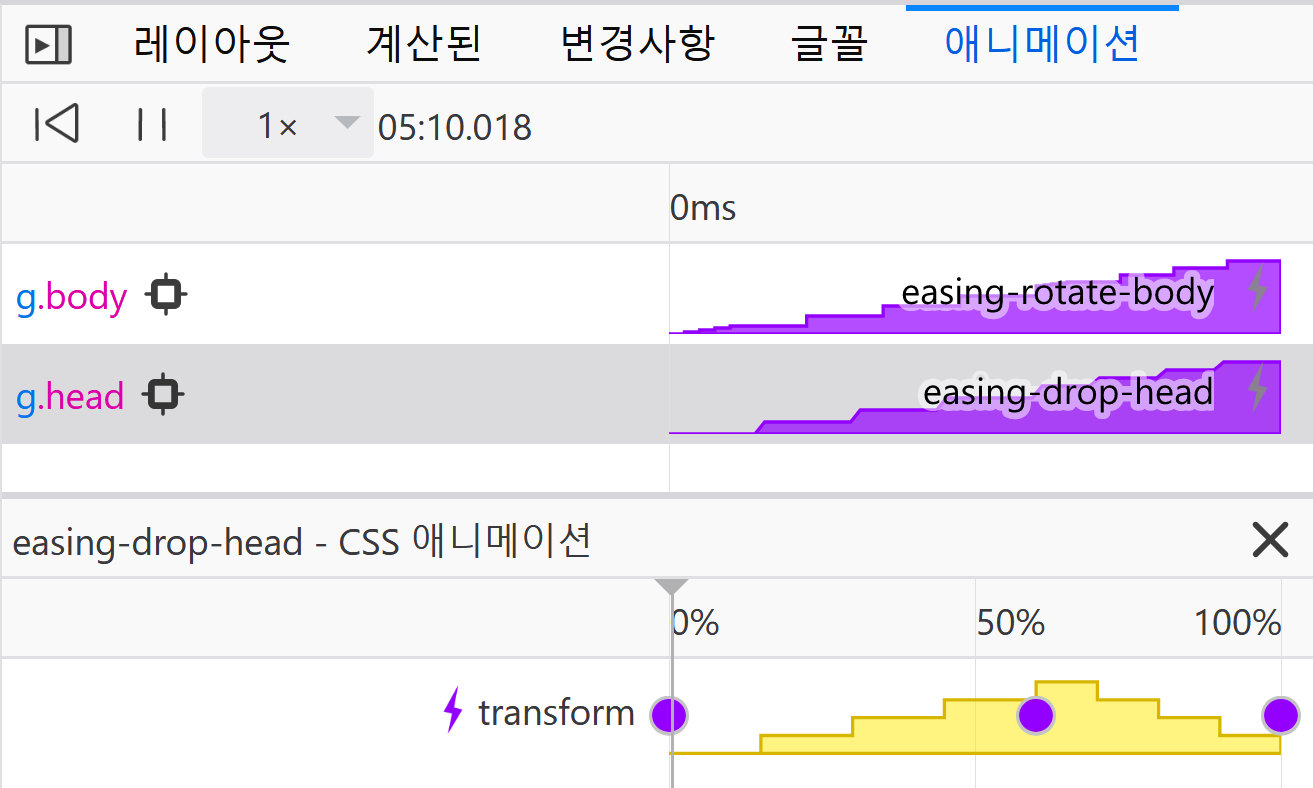 레이아웃 계산된 변경사항 글꼴 애니메이션
1× 05:10.018
0ms
g.body easing-rotate-body
g.head easing-drop-head
easing-drop-head - CSS 애니메이션
0% 50% 100%
transform